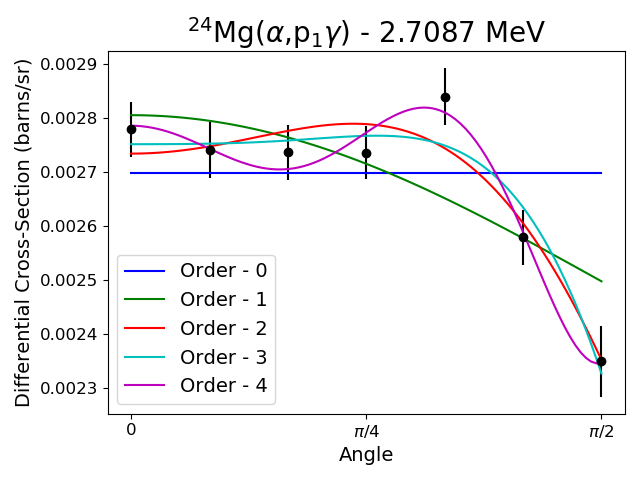 ²⁴Mg(α,p₁γ) - 2.7087 MeV
Differential Cross-Section (barns/sr)
0.0029
0.0028
0.0027
0.0026
0.0025
0.0024
0.0023
Order - 0
Order - 1
Order - 2
Order - 3
Order - 4
0 π/4 π/2
Angle